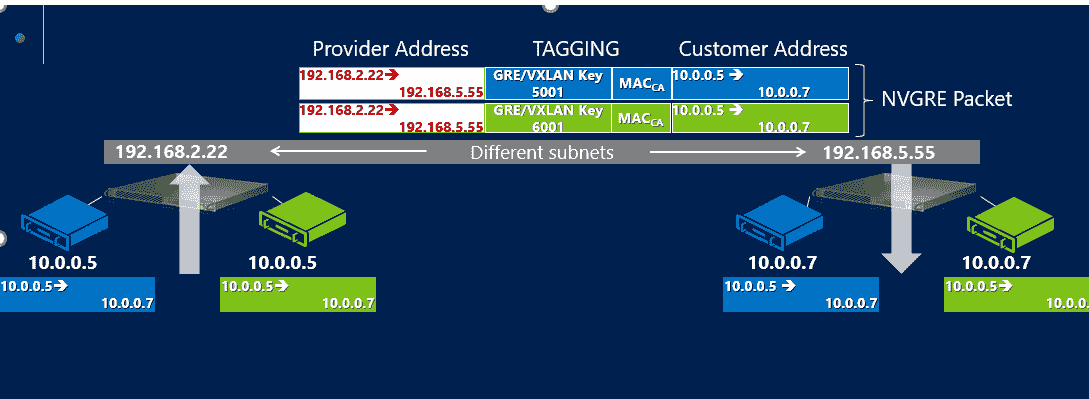 Provider Address TAGGING Customer Address
192.168.2.22➔ GRE/VXLAN Key MAC_CA 10.0.0.5 ➔
192.168.5.55 5001 10.0.0.7
NVGRE Packet
192.168.2.22➔ GRE/VXLAN Key MAC_CA 10.0.0.5 ➔
192.168.5.55 6001 10.0.0.7
192.168.2.22 Different subnets 192.168.5.55
10.0.0.5 10.0.0.5 10.0.0.7 10.0.0.7
10.0.0.5➔ 10.0.0.5➔ 10.0.0.5 ➔ 10.0.0.5➔
10.0.0.7 10.0.0.7 10.0.0.7 10.0.0.